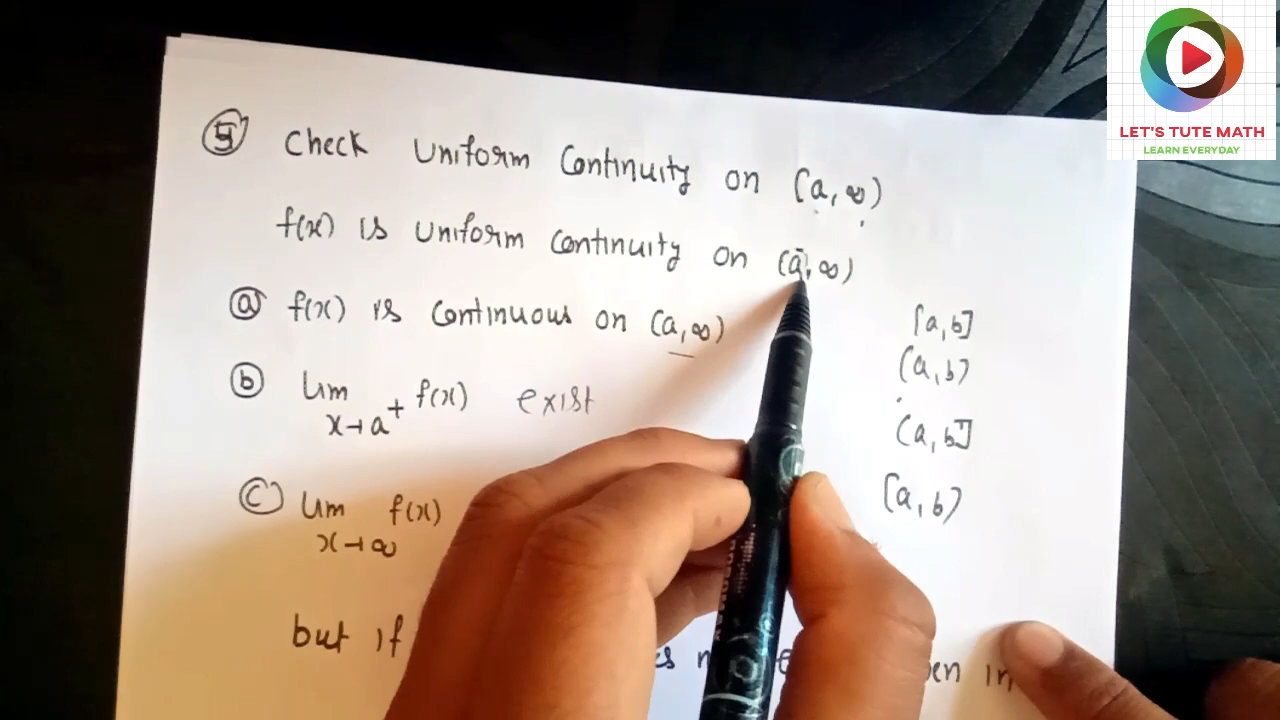 5 Check Uniform Continuity on (a, ∞)
f(x) is uniform continuity on (a, ∞)
(a) f(x) is continuous on (a, ∞)
(b) lim f(x) exist
x→a⁺
(c) lim f(x)
x→∞
but if
[a, b]
(a, b)
(a, b]
[a, b)
LET'S TUTE MATH
LEARN EVERYDAY